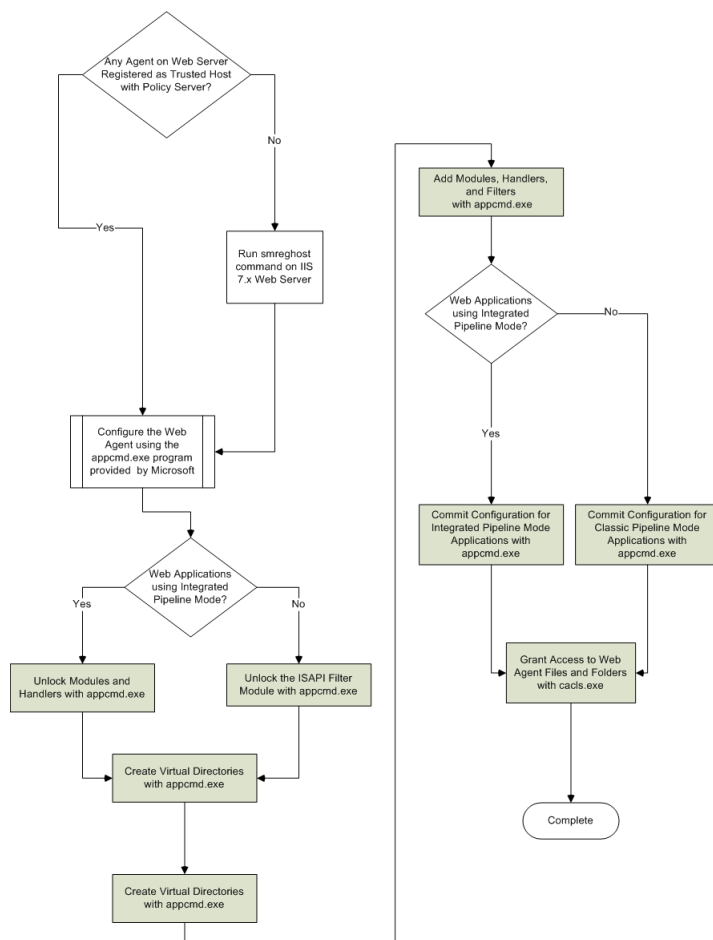 Any Agent on Web Server
Registered as Trusted Host
with Policy Server?
No
Yes
Run smreghost
command on IIS
7.x Web Server
Configure the Web
Agent using the
appcmd.exe program
provided by Microsoft
Web Applications
using Integrated
Pipeline Mode?
Yes
No
Unlock Modules and
Handlers with appcmd.exe
Unlock the ISAPI Filter
Module with appcmd.exe
Create Virtual Directories
with appcmd.exe
Create Virtual Directories
with appcmd.exe
Add Modules, Handlers,
and Filters
with appcmd.exe
Web Applications
using Integrated
Pipeline Mode?
No
Yes
Commit Configuration for
Integrated Pipeline Mode
Applications with
appcmd.exe
Commit Configuration for
Classic Pipeline Mode
Applications with
appcmd.exe
Grant Access to Web
Agent Files and Folders
with cacls.exe
Complete